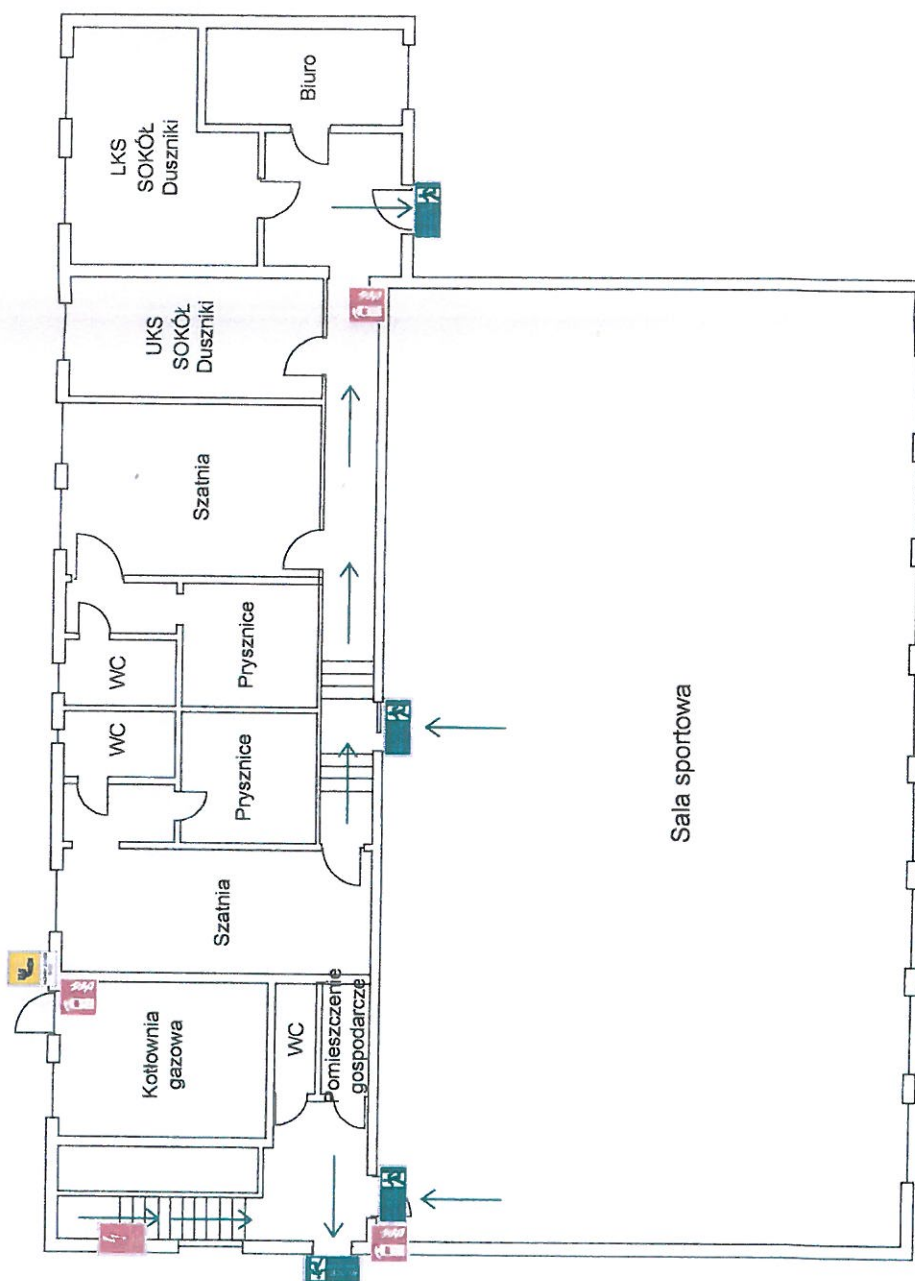 LKS
SOKÓŁ
Duszniki
Biuro
UKS
SOKÓŁ
Duszniki
Szatnia
WC
Prysznice
WC
Prysznice
Szatnia
Kotłownia
gazowa
WC
Pomieszczenie
gospodarcze
Sala sportowa